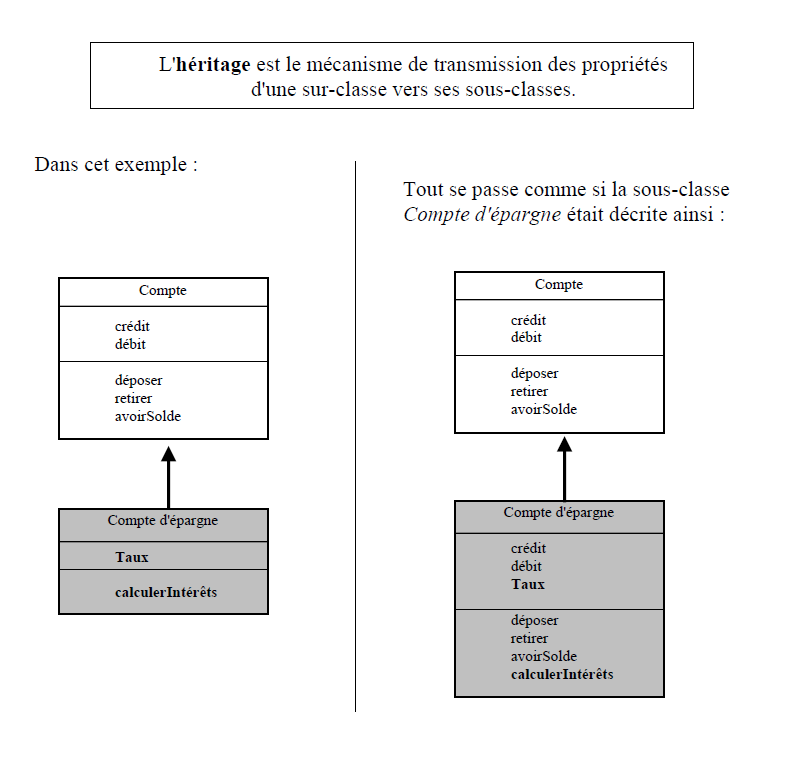 L'héritage est le mécanisme de transmission des propriétés
d'une sur-classe vers ses sous-classes.
Dans cet exemple :
Compte
crédit
débit
déposer
retirer
avoirSolde
Compte d'épargne
Taux
calculerIntérêts
Tout se passe comme si la sous-classe
Compte d'épargne était décrite ainsi :
Compte
crédit
débit
déposer
retirer
avoirSolde
Compte d'épargne
crédit
débit
Taux
déposer
retirer
avoirSolde
calculerIntérêts